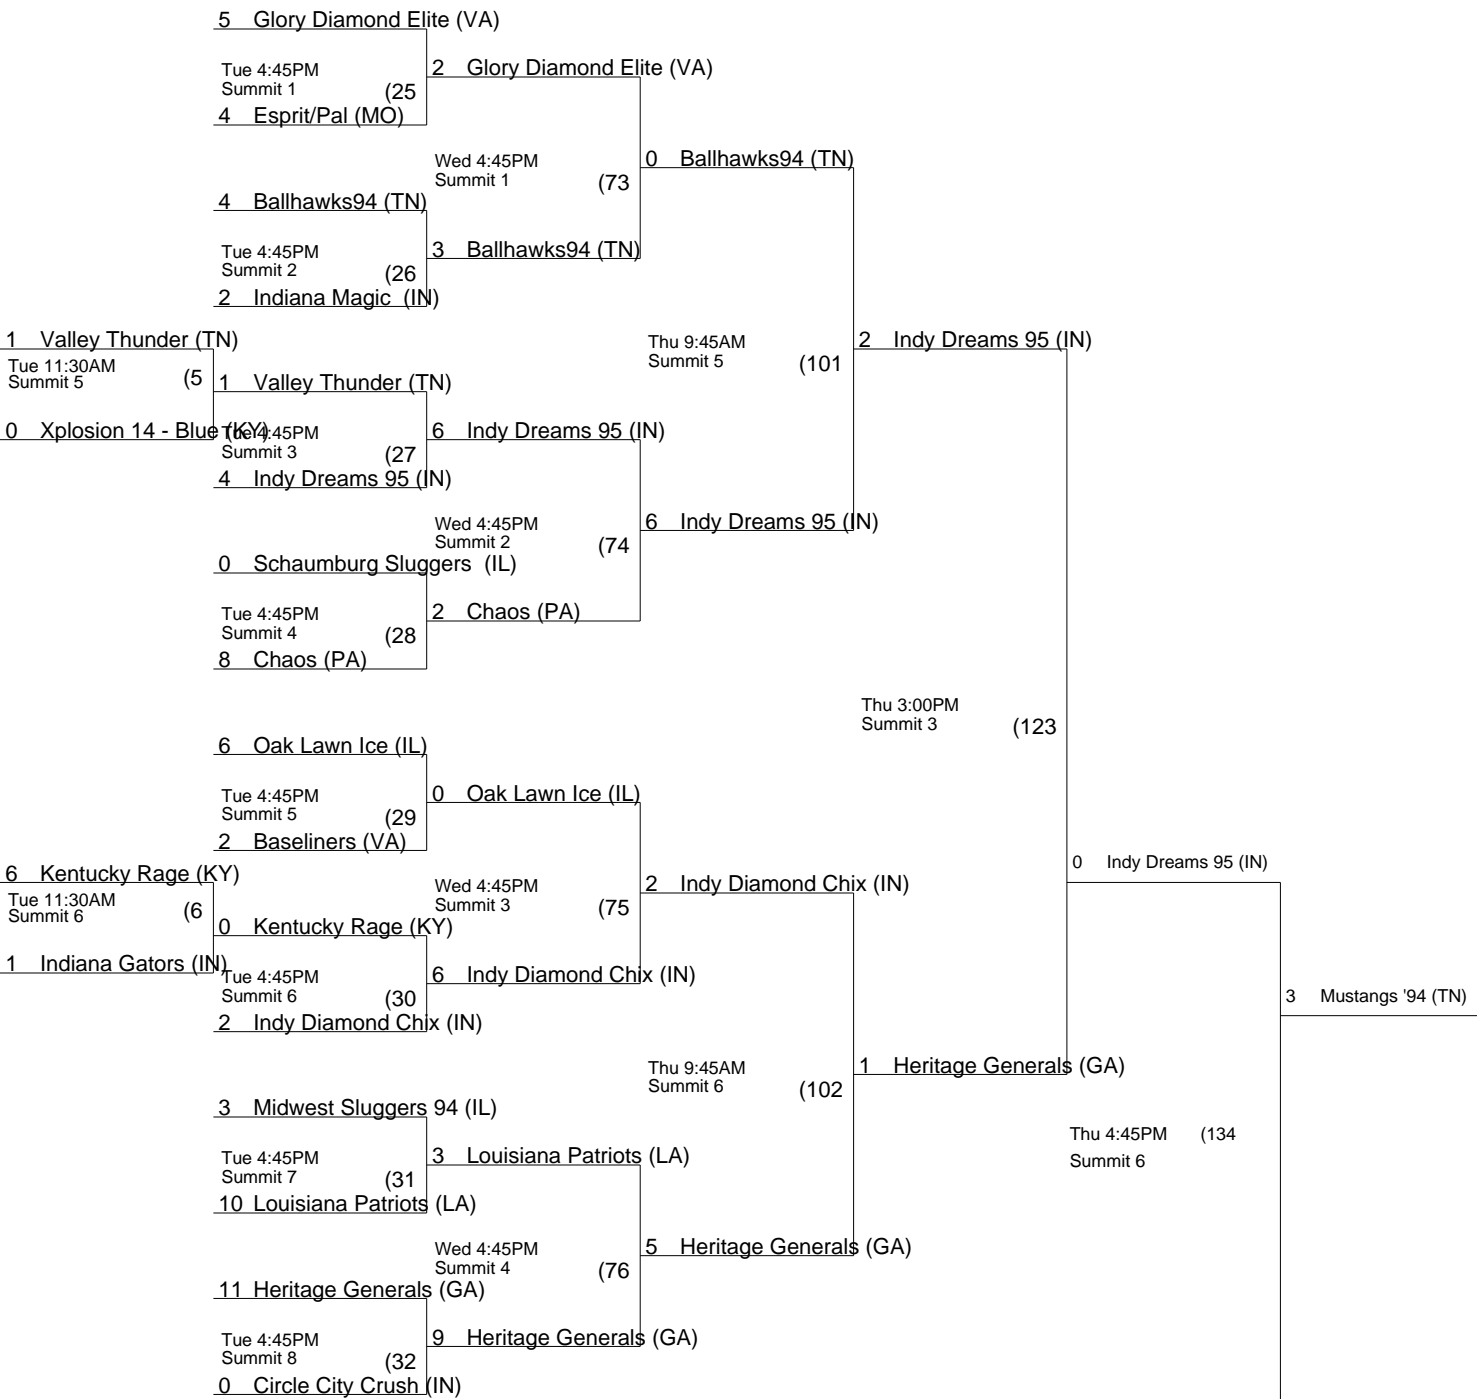 5 Glory Diamond Elite (VA)
Tue 4:45PM
Summit 1 (25
4 Esprit/Pal (MO)
2 Glory Diamond Elite (VA)
Wed 4:45PM
Summit 1 (73
0 Ballhawks94 (TN)
4 Ballhawks94 (TN)
Tue 4:45PM
Summit 2 (26
3 Ballhawks94 (TN)
2 Indiana Magic (IN)
1 Valley Thunder (TN)
Tue 11:30AM
Summit 5 (5
0 Xplosion 14 - Blue (KY)
1 Valley Thunder (TN)
Tue 4:45PM
Summit 3 (27
4 Indy Dreams 95 (IN)
6 Indy Dreams 95 (IN)
Thu 9:45AM
Summit 5 (101
2 Indy Dreams 95 (IN)
Wed 4:45PM
Summit 2 (74
6 Indy Dreams 95 (IN)
0 Schaumburg Sluggers (IL)
Tue 4:45PM
Summit 4 (28
8 Chaos (PA)
2 Chaos (PA)
Thu 3:00PM
Summit 3 (123
6 Oak Lawn Ice (IL)
Tue 4:45PM
Summit 5 (29
2 Baseliners (VA)
0 Oak Lawn Ice (IL)
Wed 4:45PM
Summit 3 (75
2 Indy Diamond Chix (IN)
0 Indy Dreams 95 (IN)
6 Kentucky Rage (KY)
Tue 11:30AM
Summit 6 (6
1 Indiana Gators (IN)
0 Kentucky Rage (KY)
Tue 4:45PM
Summit 6 (30
2 Indy Diamond Chix (IN)
6 Indy Diamond Chix (IN)
3 Mustangs '94 (TN)
Thu 9:45AM
Summit 6 (102
1 Heritage Generals (GA)
Thu 4:45PM (134
Summit 6
3 Midwest Sluggers 94 (IL)
Tue 4:45PM
Summit 7 (31
10 Louisiana Patriots (LA)
3 Louisiana Patriots (LA)
Wed 4:45PM
Summit 4 (76
5 Heritage Generals (GA)
11 Heritage Generals (GA)
Tue 4:45PM
Summit 8 (32
0 Circle City Crush (IN)
9 Heritage Generals (GA)